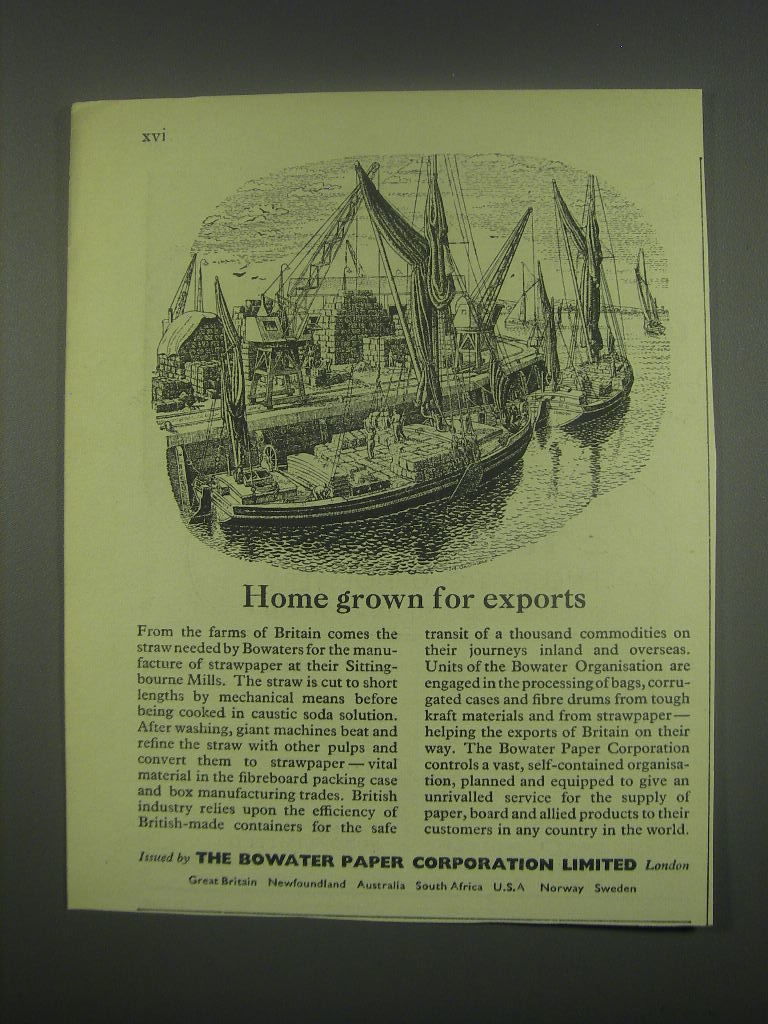 xvi
Home grown for exports
From the farms of Britain comes the
straw needed by Bowaters for the manu-
facture of strawpaper at their Sitting-
bourne Mills. The straw is cut to short
lengths by mechanical means before
being cooked in caustic soda solution.
After washing, giant machines beat and
refine the straw with other pulps and
convert them to strawpaper—vital
material in the fibreboard packing case
and box manufacturing trades. British
industry relies upon the efficiency of
British-made containers for the safe
transit of a thousand commodities on
their journeys inland and overseas.
Units of the Bowater Organisation are
engaged in the processing of bags, corru-
gated cases and fibre drums from tough
kraft materials and from strawpaper—
helping the exports of Britain on their
way. The Bowater Paper Corporation
controls a vast, self-contained organisa-
tion, planned and equipped to give an
unrivalled service for the supply of
paper, board and allied products to their
customers in any country in the world.
Issued by THE BOWATER PAPER CORPORATION LIMITED London
Great Britain Newfoundland Australia South Africa U.S.A Norway Sweden